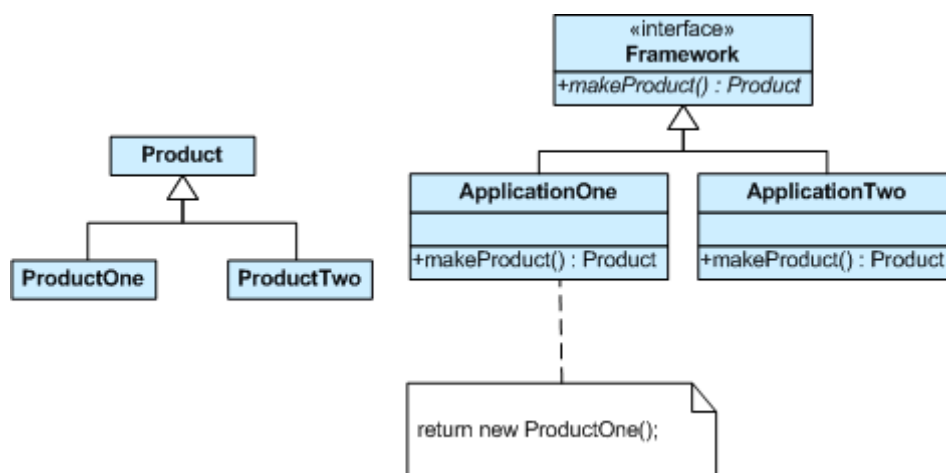 «interface»
Framework
+makeProduct() : Product
Product
ProductOne
ProductTwo
ApplicationOne
+makeProduct() : Product
ApplicationTwo
+makeProduct() : Product
return new ProductOne();